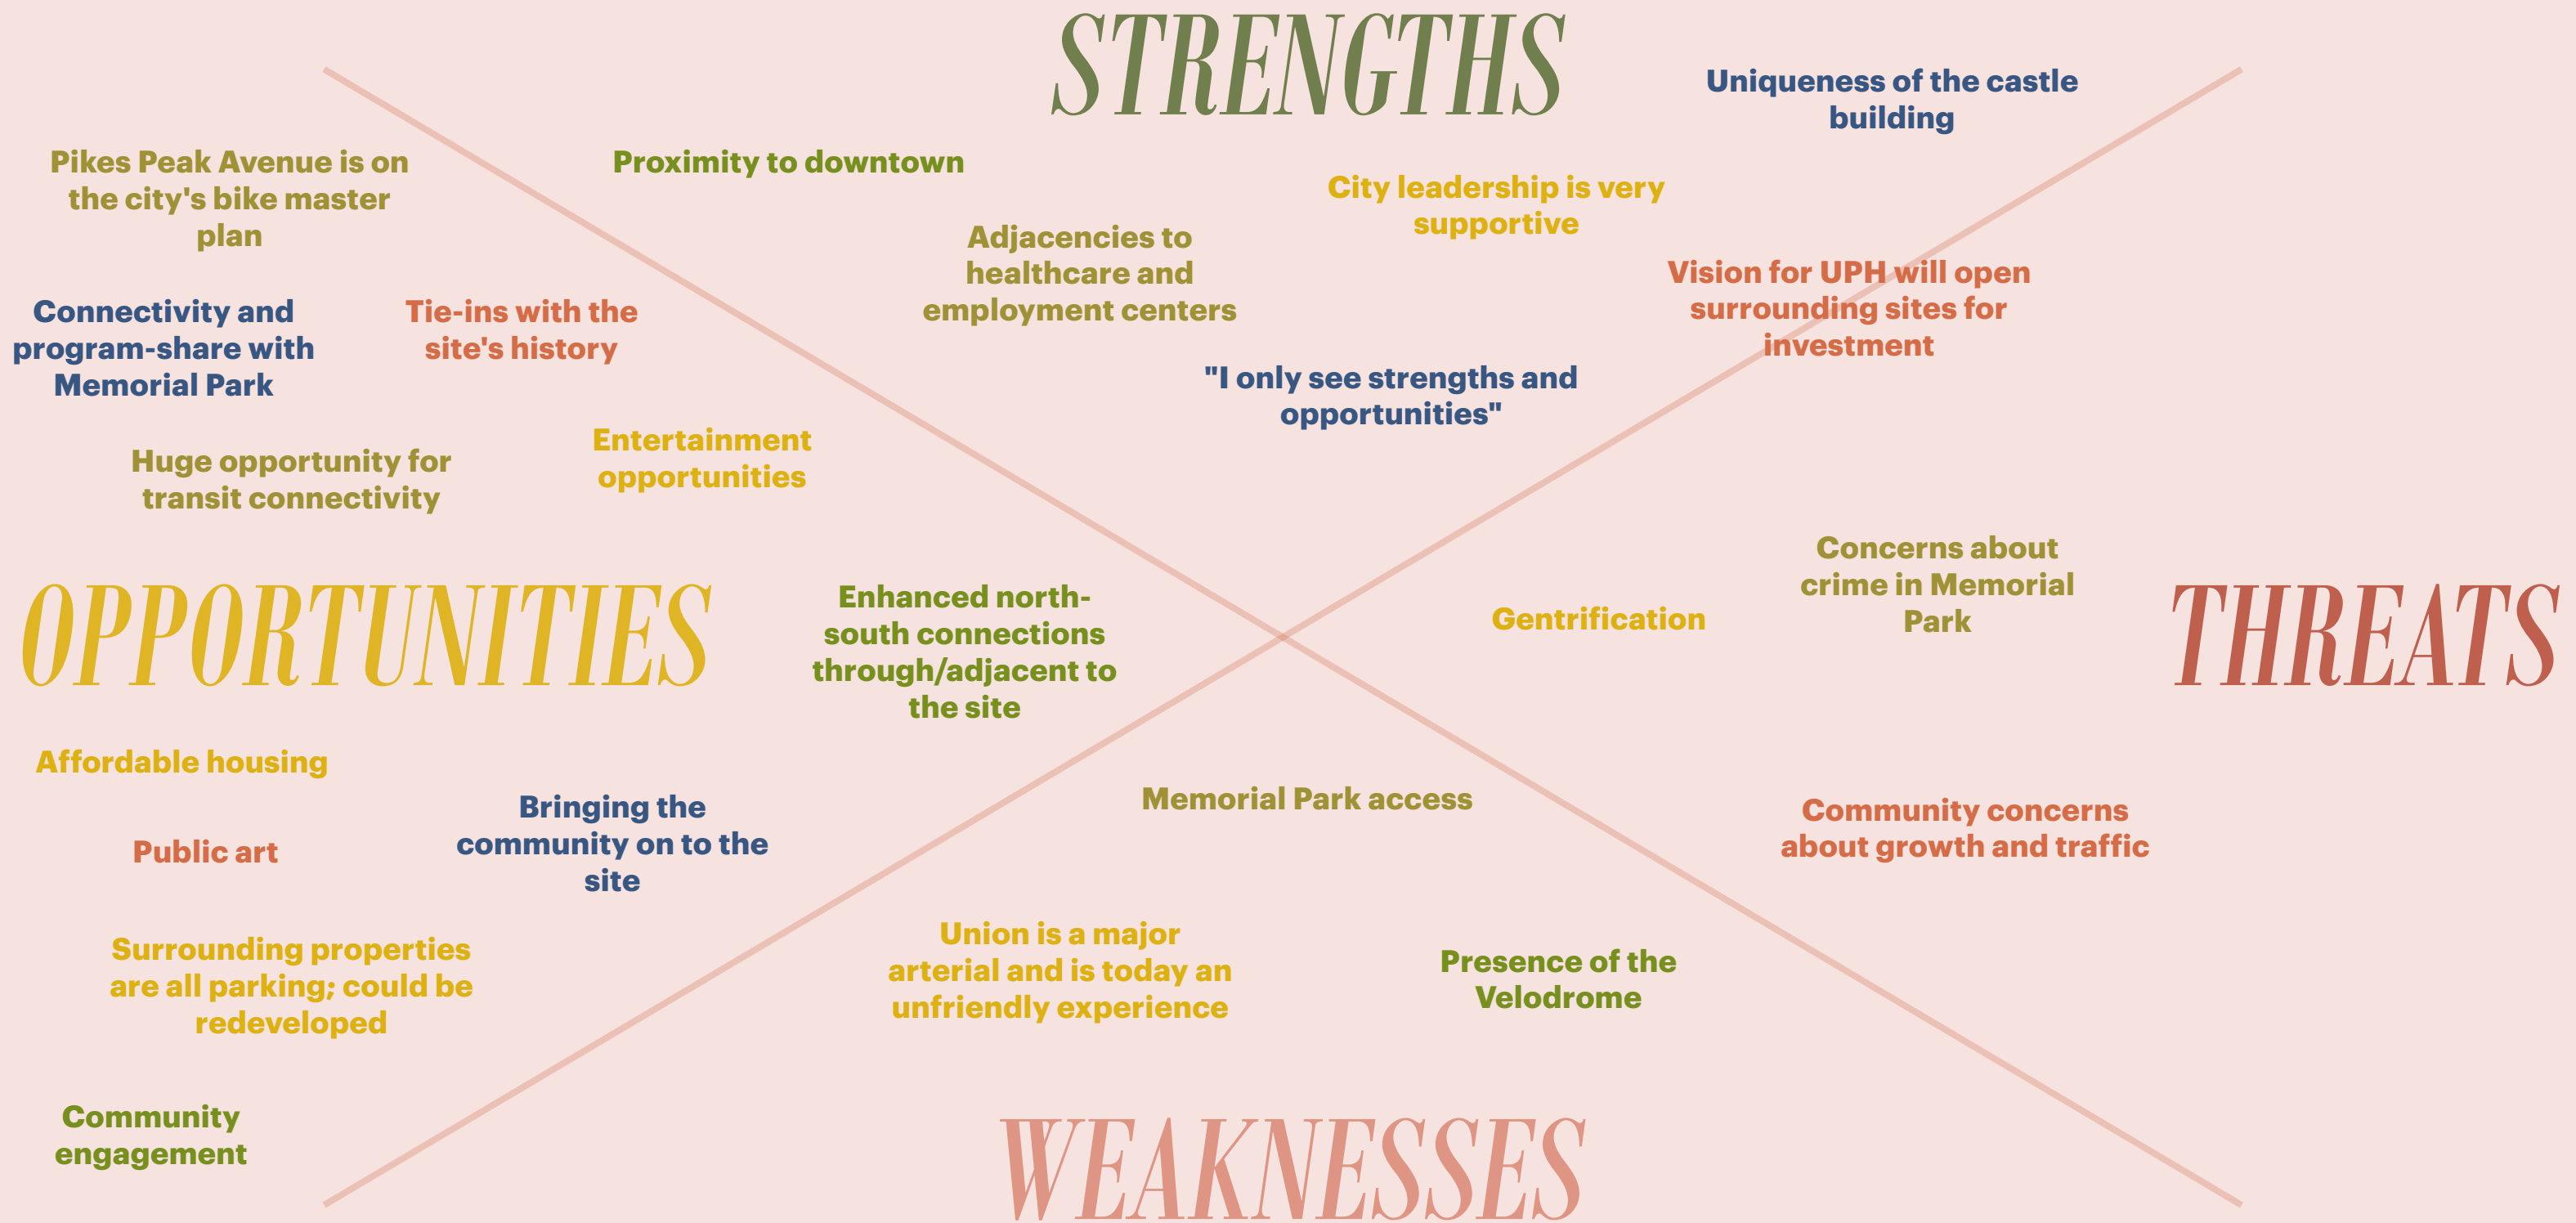 STRENGTHS
Uniqueness of the castle
building
Proximity to downtown
City leadership is very
supportive
Adjacencies to
healthcare and
employment centers
Vision for UPH will open
surrounding sites for
investment
"I only see strengths and
opportunities"
Pikes Peak Avenue is on
the city's bike master
plan
Connectivity and
program-share with
Memorial Park
Tie-ins with the
site's history
Huge opportunity for
transit connectivity
Entertainment
opportunities
OPPORTUNITIES
Enhanced north-
south connections
through/adjacent to
the site
Affordable housing
Public art
Bringing the
community on to the
site
Surrounding properties
are all parking; could be
redeveloped
Community
engagement
Gentrification
Concerns about
crime in Memorial
Park
THREATS
Community concerns
about growth and traffic
Memorial Park access
Union is a major
arterial and is today an
unfriendly experience
Presence of the
Velodrome
WEAKNESSES